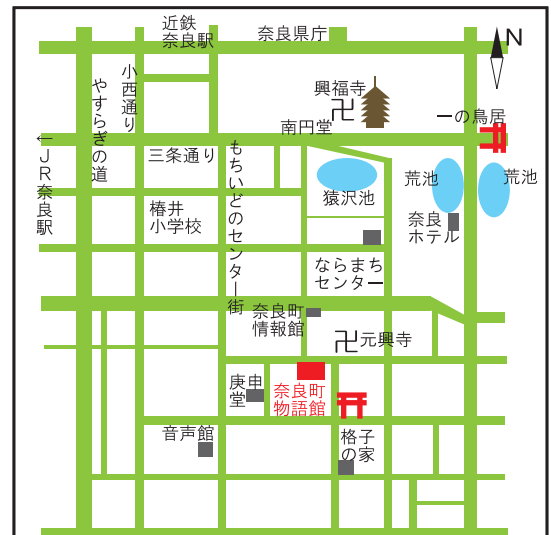 近鉄
奈良駅
奈良県庁
N
小西通り
やすらぎの道
興福寺
卍
南円堂
一の鳥居
←JR奈良駅
三条通り
もちいどのセンター街
荒池
荒池
猿沢池
椿井
小学校
奈良
ホテル
ならまち
センター
奈良町
情報館
卍元興寺
庚申
堂
奈良町
物語館
音声館
格子
の家